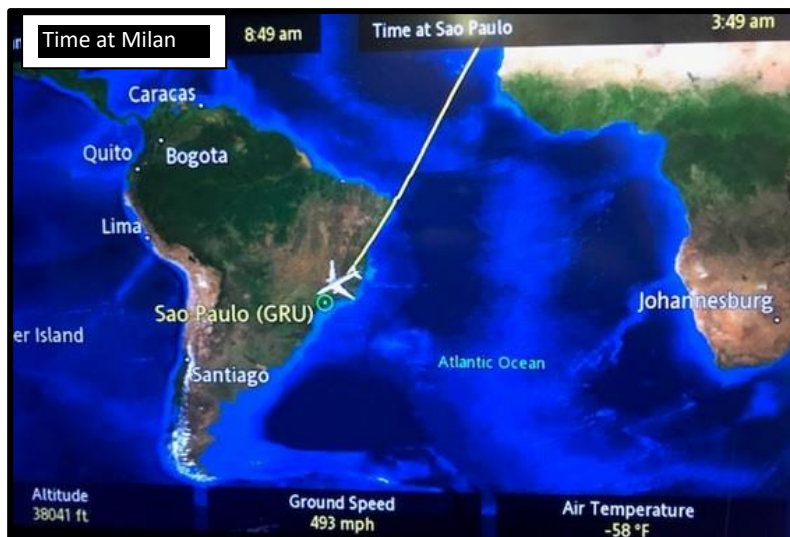 Time at Milan
8:49 am
Time at Sao Paulo
3:49 am
Caracas
Quito
Bogota
Lima
Sao Paulo (GRU)
Johannesburg
er Island
Atlantic Ocean
Santiago
Altitude
38041 ft
Ground Speed
493 mph
Air Temperature
-58 °F